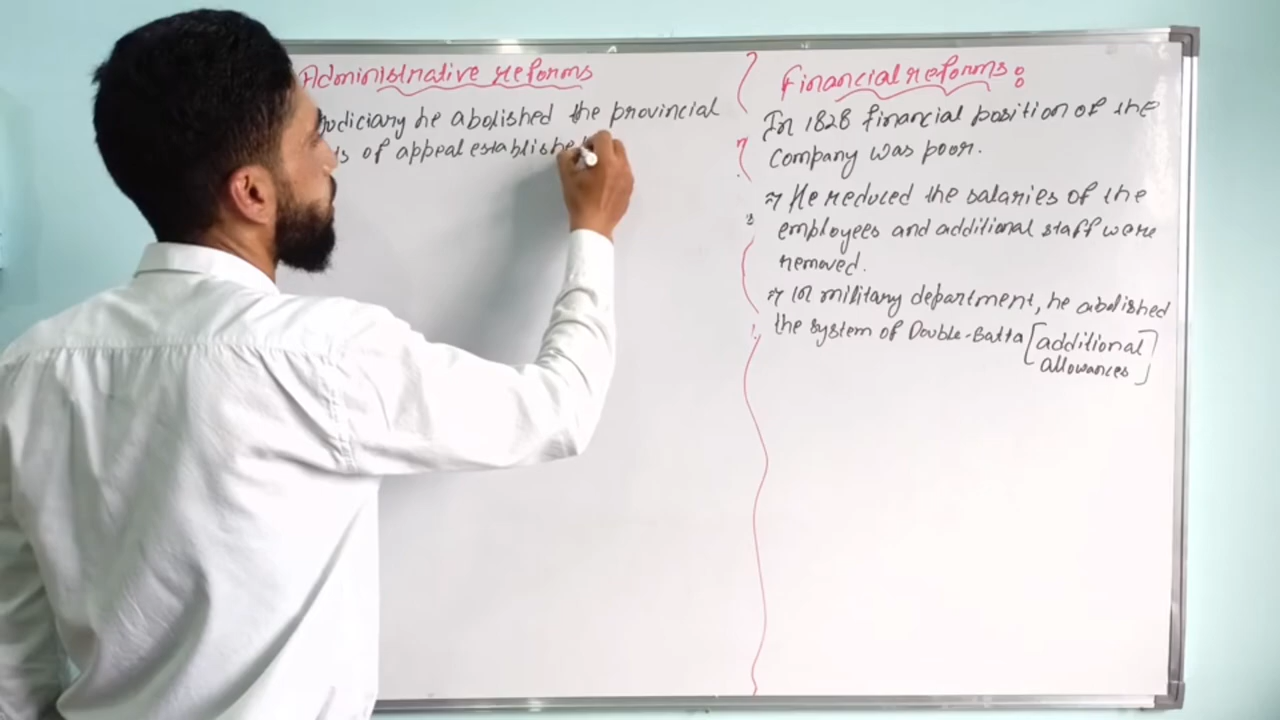 Administrative reforms
Judiciary he abolished the provincial
of appeal established
Financial reforms:
In 1828 financial position of the
Company was poor.
⇒ He reduced the salaries of the
employees and additional staff were
removed.
⇒ In military department, he abolished
the system of Double-Batta [additional
allowances]